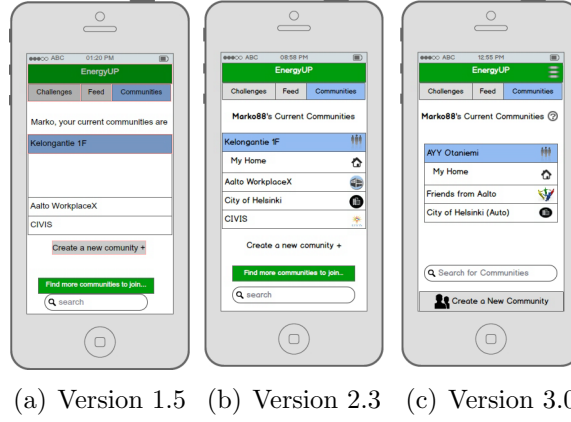 ABC 01:20 PM
EnergyUP
Challenges Feed Communities
Marko, your current communities are
Kelongantie 1F
Aalto WorkplaceX
CIVIS
Create a new comunity +
Find more communities to join...
search
ABC 08:58 PM
EnergyUP
Challenges Feed Communities
Marko88's Current Communities
Kelongantie 1F
My Home
Aalto WorkplaceX
City of Helsinki
CIVIS
Create a new comunity +
Find more communities to join..
search
ABC 12:55 PM
EnergyUP
Challenges Feed Communities
Marko88's Current Communities ?
AYY Otaniemi
My Home
Friends from Aalto
City of Helsinki (Auto)
Search for Communities
Create a New Community
(a) Version 1.5 (b) Version 2.3 (c) Version 3.0